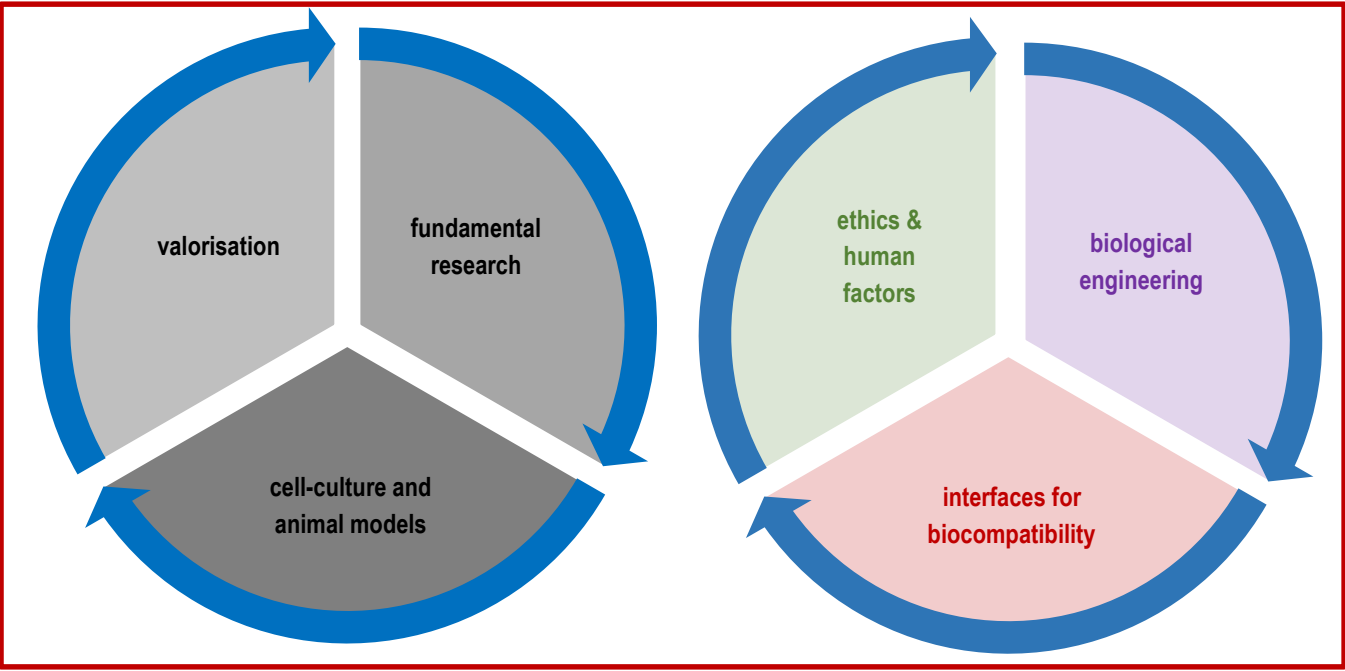 valorisation
fundamental
research
cell-culture and
animal models
ethics &
human
factors
biological
engineering
interfaces for
biocompatibility